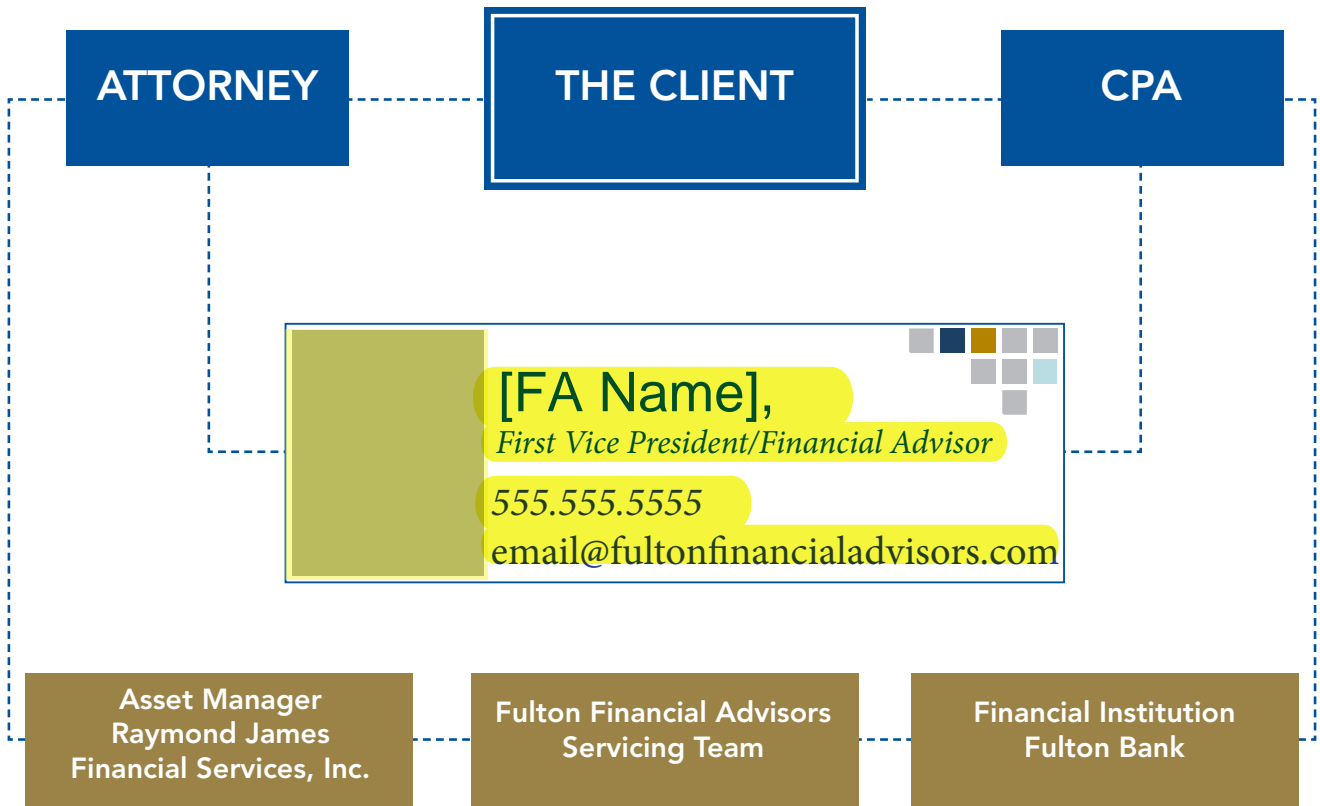 ATTORNEY
THE CLIENT
CPA
[FA Name],
First Vice President/Financial Advisor
555.555.5555
email@fultonfinancialadvisors.com
Asset Manager
Raymond James
Financial Services, Inc.
Fulton Financial Advisors
Servicing Team
Financial Institution
Fulton Bank